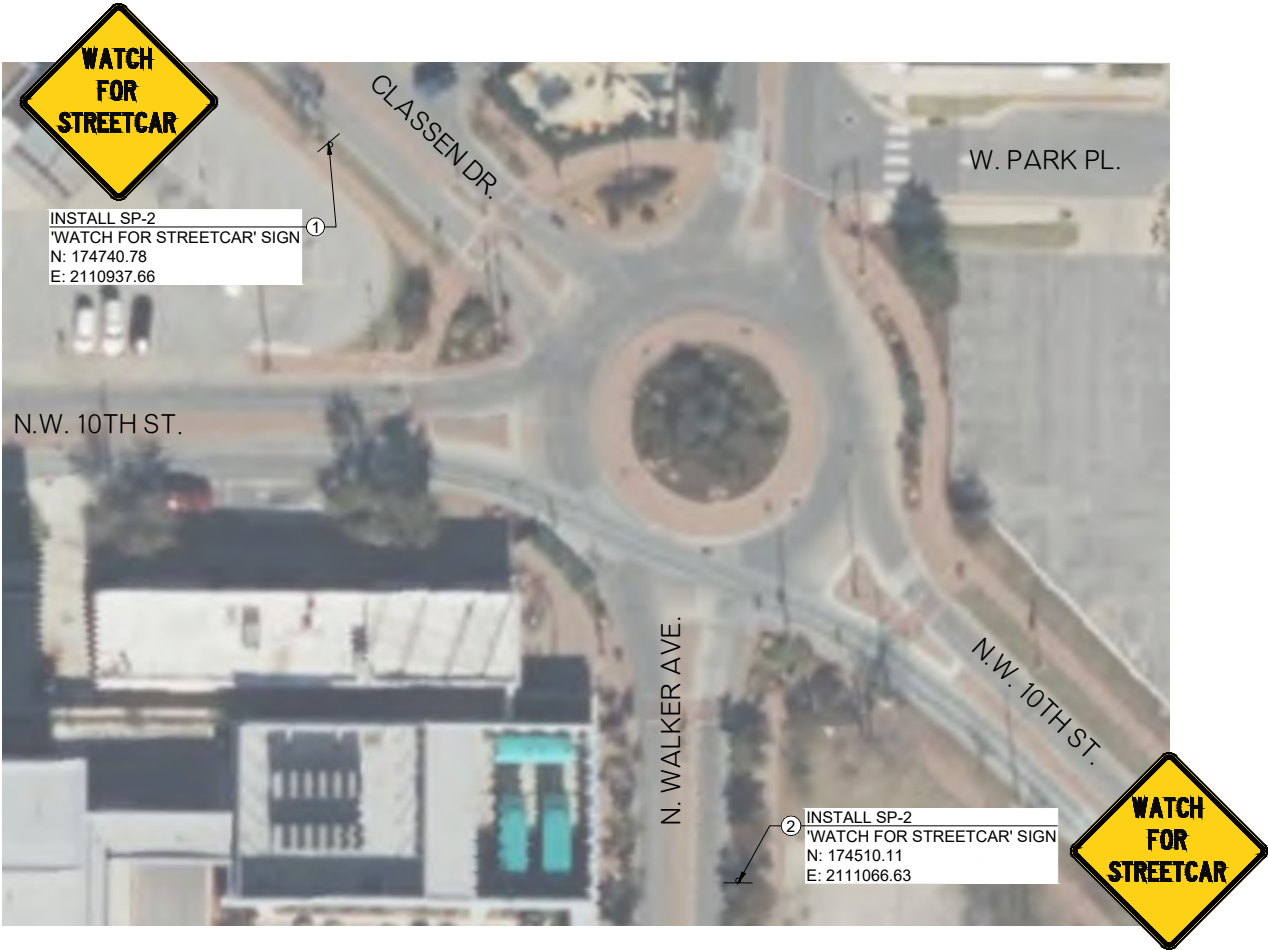 WATCH
FOR
STREETCAR
CLASSEN DR.
W. PARK PL.
INSTALL SP-2
'WATCH FOR STREETCAR' SIGN
N: 174740.78
E: 2110937.66
1
N.W. 10TH ST.
N. WALKER AVE.
N.W. 10TH ST.
2
INSTALL SP-2
'WATCH FOR STREETCAR' SIGN
N: 174510.11
E: 2111066.63
WATCH
FOR
STREETCAR